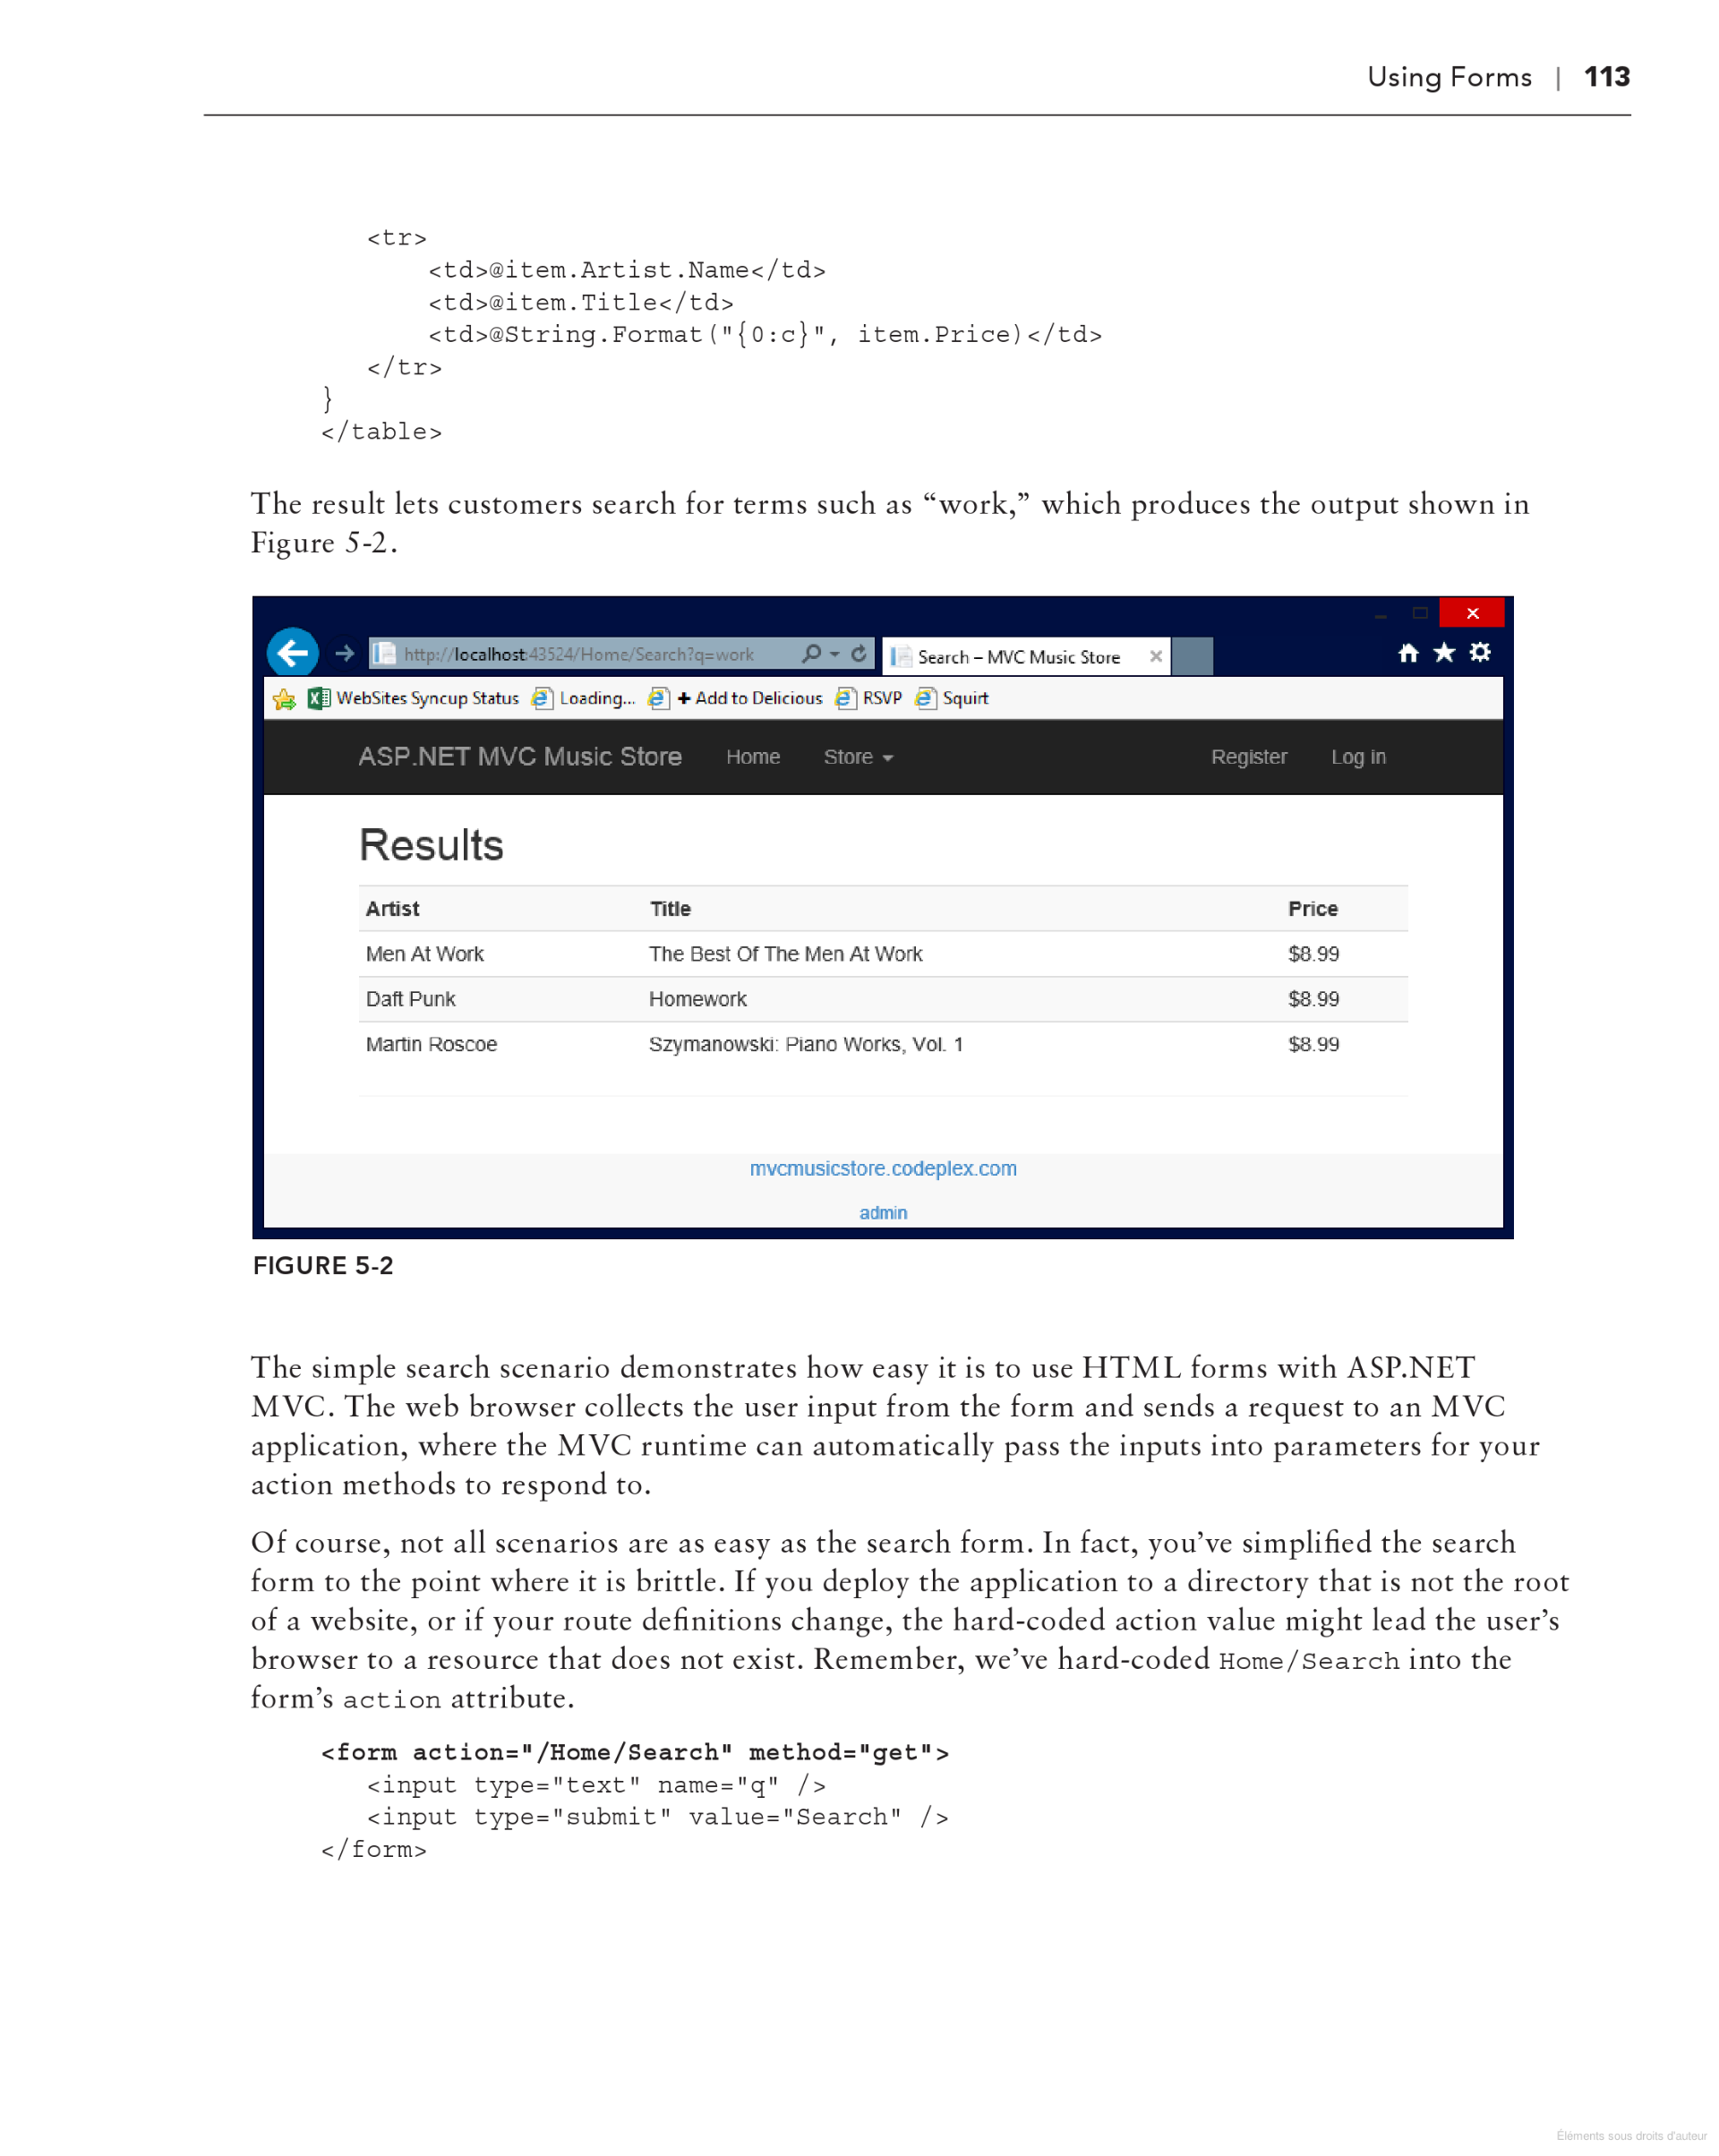 Using Forms | 113
<tr>
<td>@item.Artist.Name</td>
<td>@item.Title</td>
<td>@String.Format("{0:c}", item.Price)</td>
</tr>
}
</table>
The result lets customers search for terms such as “work,” which produces the output shown in
Figure 5-2.
http://localhost:43524/Home/Search?q=work
Search – MVC Music Store
WebSites Syncup Status Loading... + Add to Delicious RSVP Squirt
ASP.NET MVC Music Store Home Store Register Log in
Results
Artist Title Price
Men At Work The Best Of The Men At Work $8.99
Daft Punk Homework $8.99
Martin Roscoe Szymanowski: Piano Works, Vol. 1 $8.99
mvcmusicstore.codeplex.com
admin
FIGURE 5-2
The simple search scenario demonstrates how easy it is to use HTML forms with ASP.NET
MVC. The web browser collects the user input from the form and sends a request to an MVC
application, where the MVC runtime can automatically pass the inputs into parameters for your
action methods to respond to.
Of course, not all scenarios are as easy as the search form. In fact, you’ve simplified the search
form to the point where it is brittle. If you deploy the application to a directory that is not the root
of a website, or if your route definitions change, the hard-coded action value might lead the user’s
browser to a resource that does not exist. Remember, we’ve hard-coded Home/Search into the
form’s action attribute.
<form action="/Home/Search" method="get">
<input type="text" name="q" />
<input type="submit" value="Search" />
</form>
Éléments sous droits d'auteur